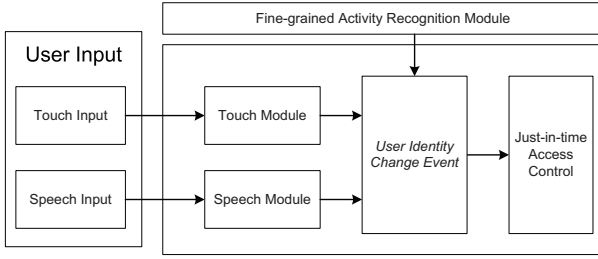 Fine-grained Activity Recognition Module
User Input
Touch Input
Touch Module
Speech Input
Speech Module
User Identity
Change Event
Just-in-time
Access
Control